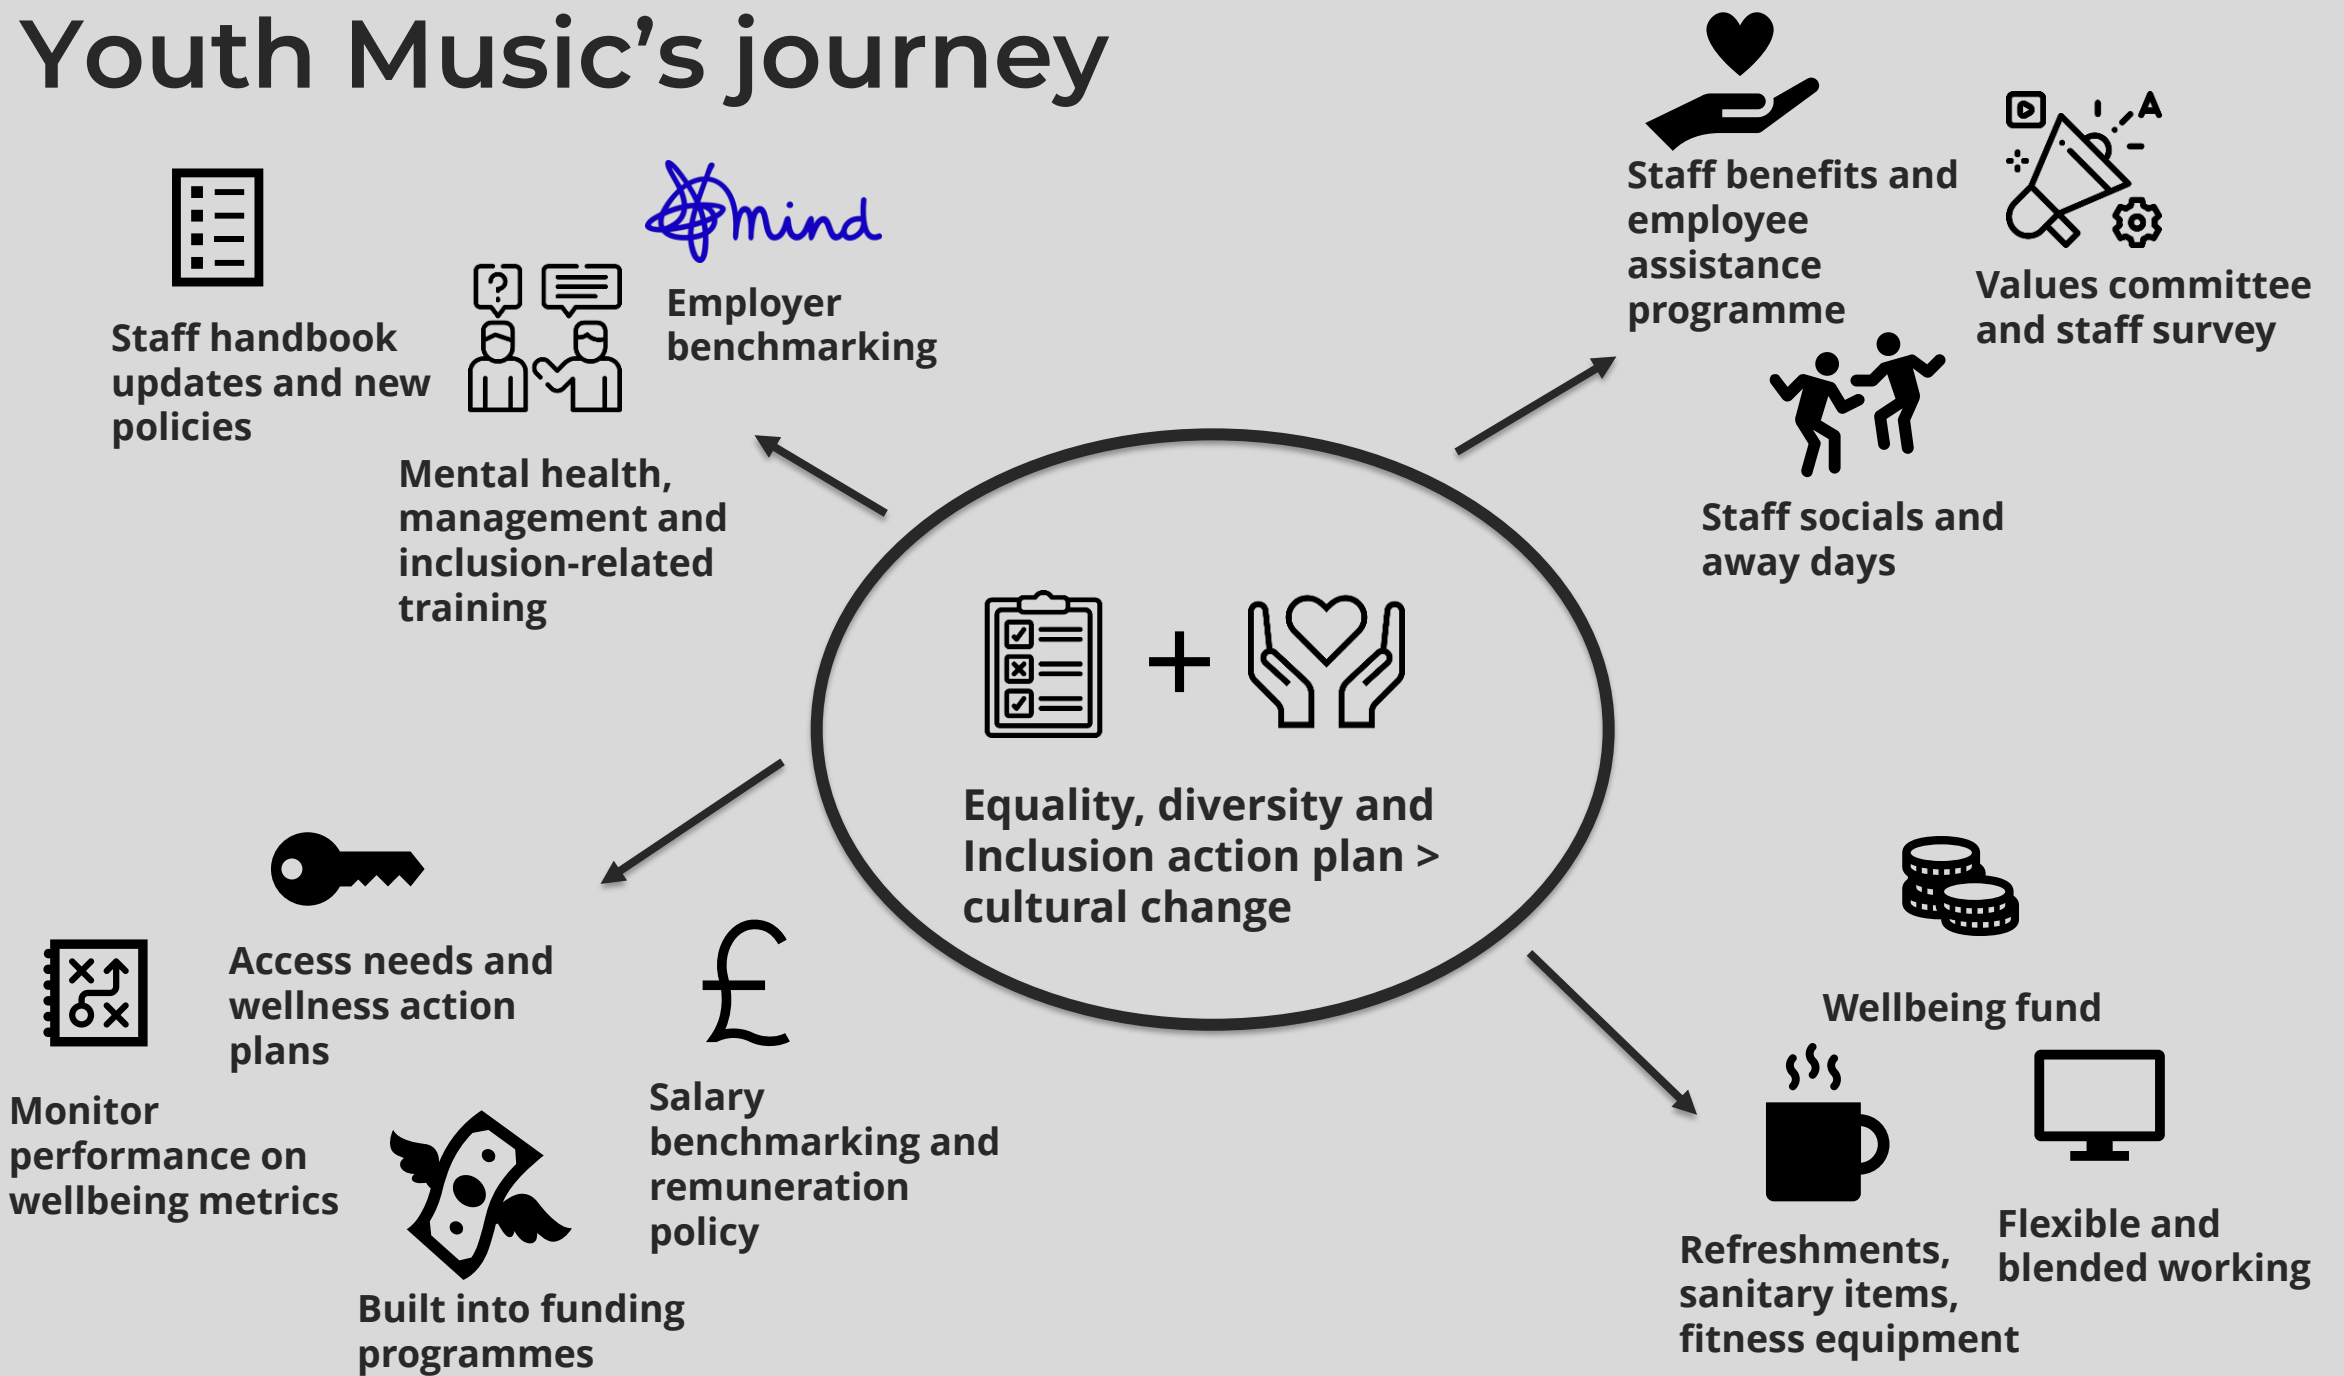 Youth Music’s journey
mind
Staff handbook
updates and new
policies
Employer
benchmarking
Mental health,
management and
inclusion-related
training
Staff benefits and
employee
assistance
programme
A
Values committee
and staff survey
Staff socials and
away days
?
+
Equality, diversity and
Inclusion action plan >
cultural change
Access needs and
wellness action
plans
Monitor
performance on
wellbeing metrics
£
Salary
benchmarking and
remuneration
policy
Built into funding
programmes
Wellbeing fund
Refreshments,
sanitary items,
fitness equipment
Flexible and
blended working